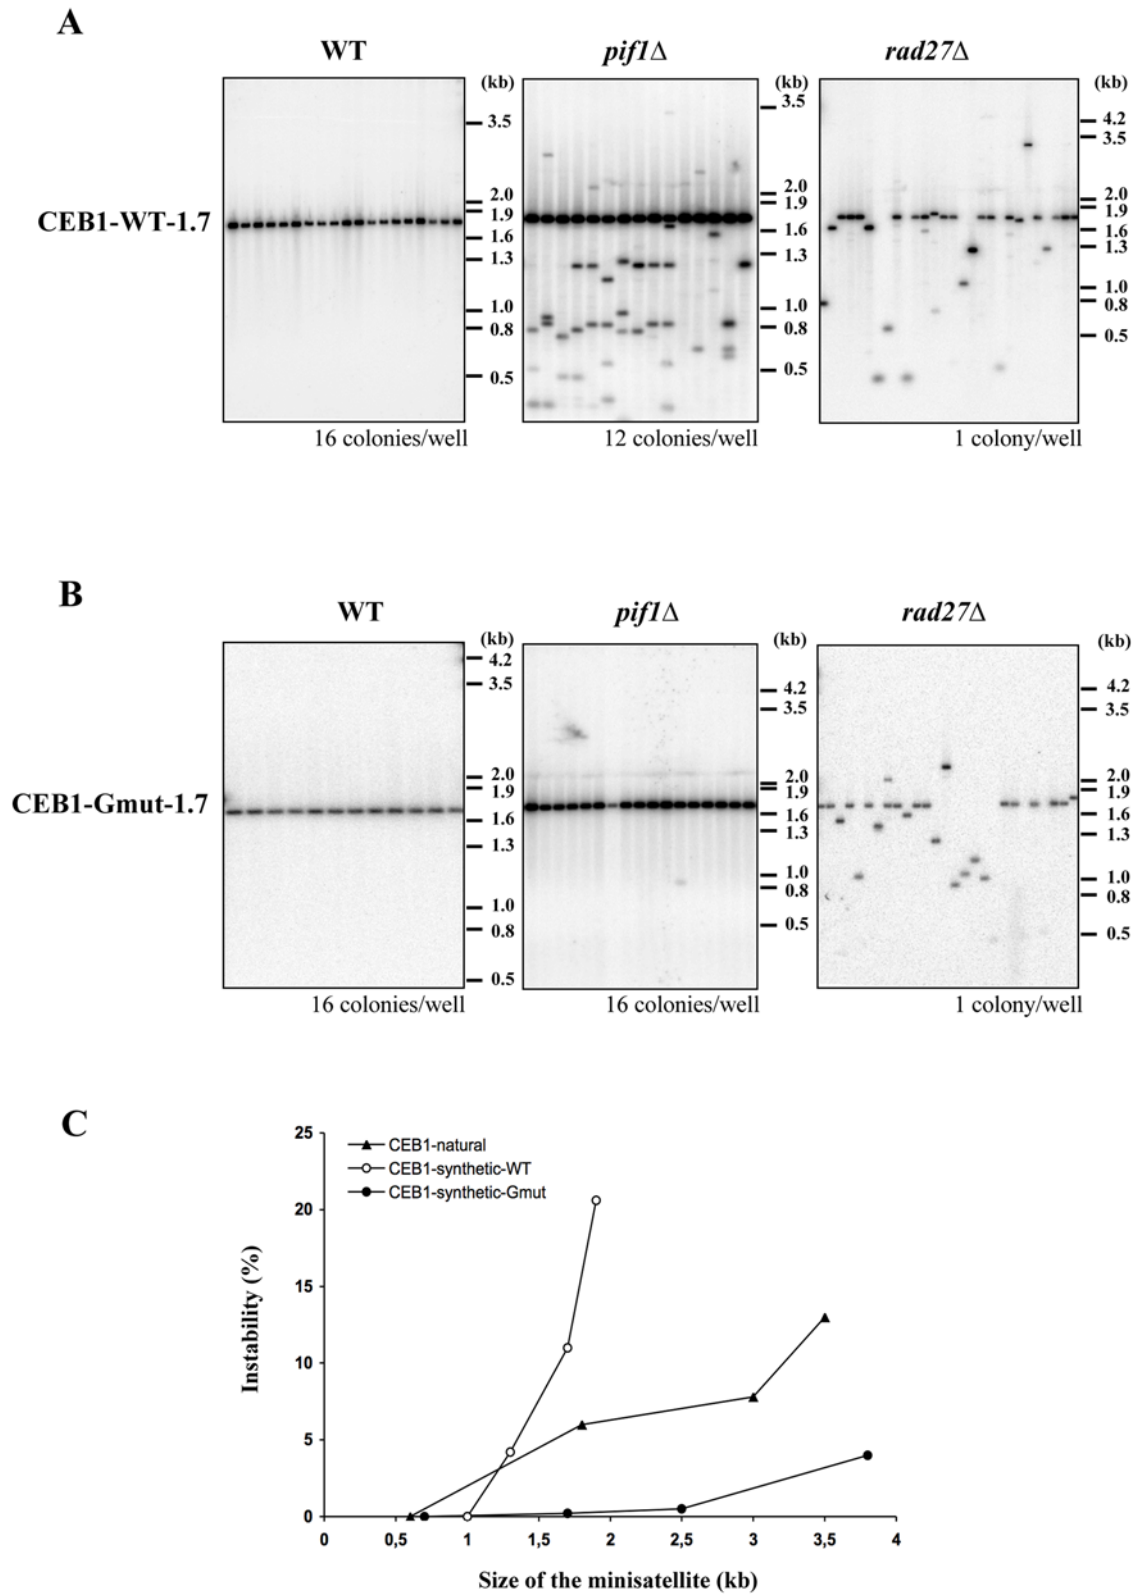 A
WT
pif1Δ
rad27Δ
CEB1-WT-1.7
(kb)
3.5
2.0
1.9
1.6
1.3
1.0
0.8
0.5
16 colonies/well
(kb)
3.5
2.0
1.9
1.6
1.3
1.0
0.8
0.5
12 colonies/well
(kb)
4.2
3.5
2.0
1.9
1.6
1.3
1.0
0.8
0.5
1 colony/well
B
WT
pif1Δ
rad27Δ
CEB1-Gmut-1.7
(kb)
4.2
3.5
2.0
1.9
1.6
1.3
1.0
0.8
0.5
16 colonies/well
(kb)
4.2
3.5
2.0
1.9
1.6
1.3
1.0
0.8
0.5
16 colonies/well
(kb)
4.2
3.5
2.0
1.9
1.6
1.3
1.0
0.8
0.5
1 colony/well
C
CEB1-natural
CEB1-synthetic-WT
CEB1-synthetic-Gmut
Instability (%)
25
20
15
10
5
0
0 0,5 1 1,5 2 2,5 3 3,5 4
Size of the minisatellite (kb)